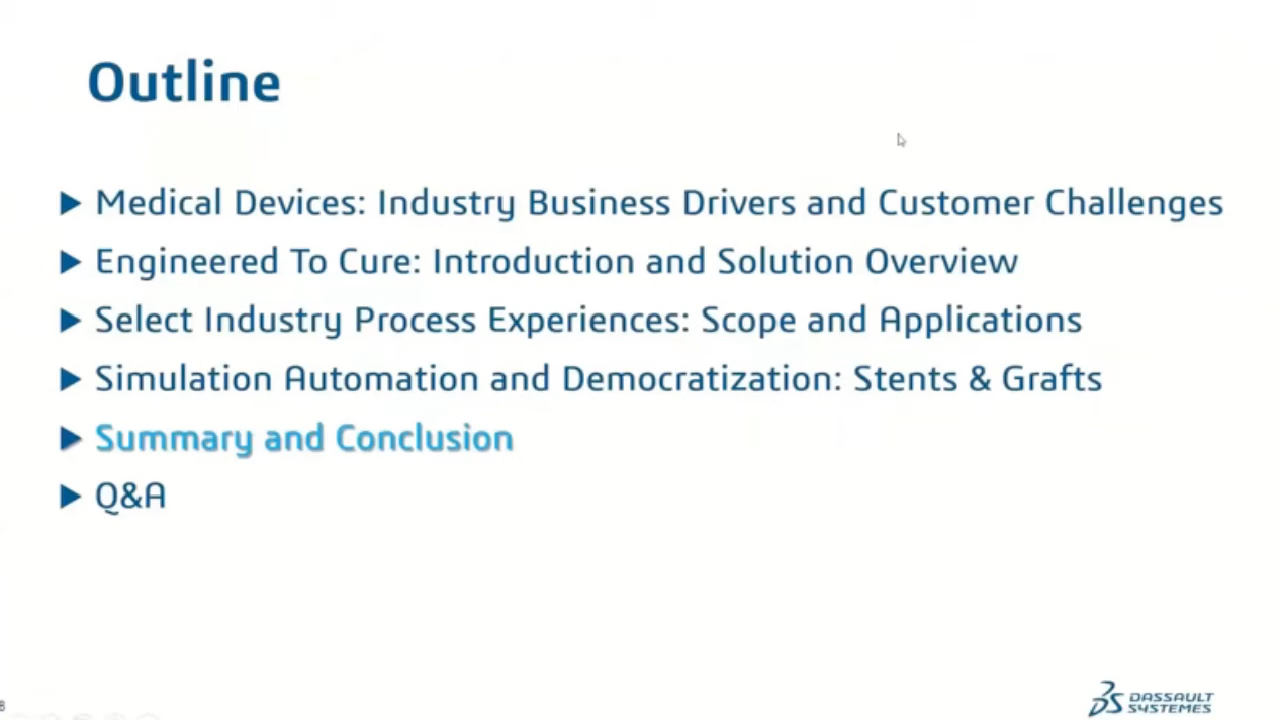 Outline
Medical Devices: Industry Business Drivers and Customer Challenges
Engineered To Cure: Introduction and Solution Overview
Select Industry Process Experiences: Scope and Applications
Simulation Automation and Democratization: Stents & Grafts
Summary and Conclusion
Q&A
8
DASSAULT
SYSTEMES